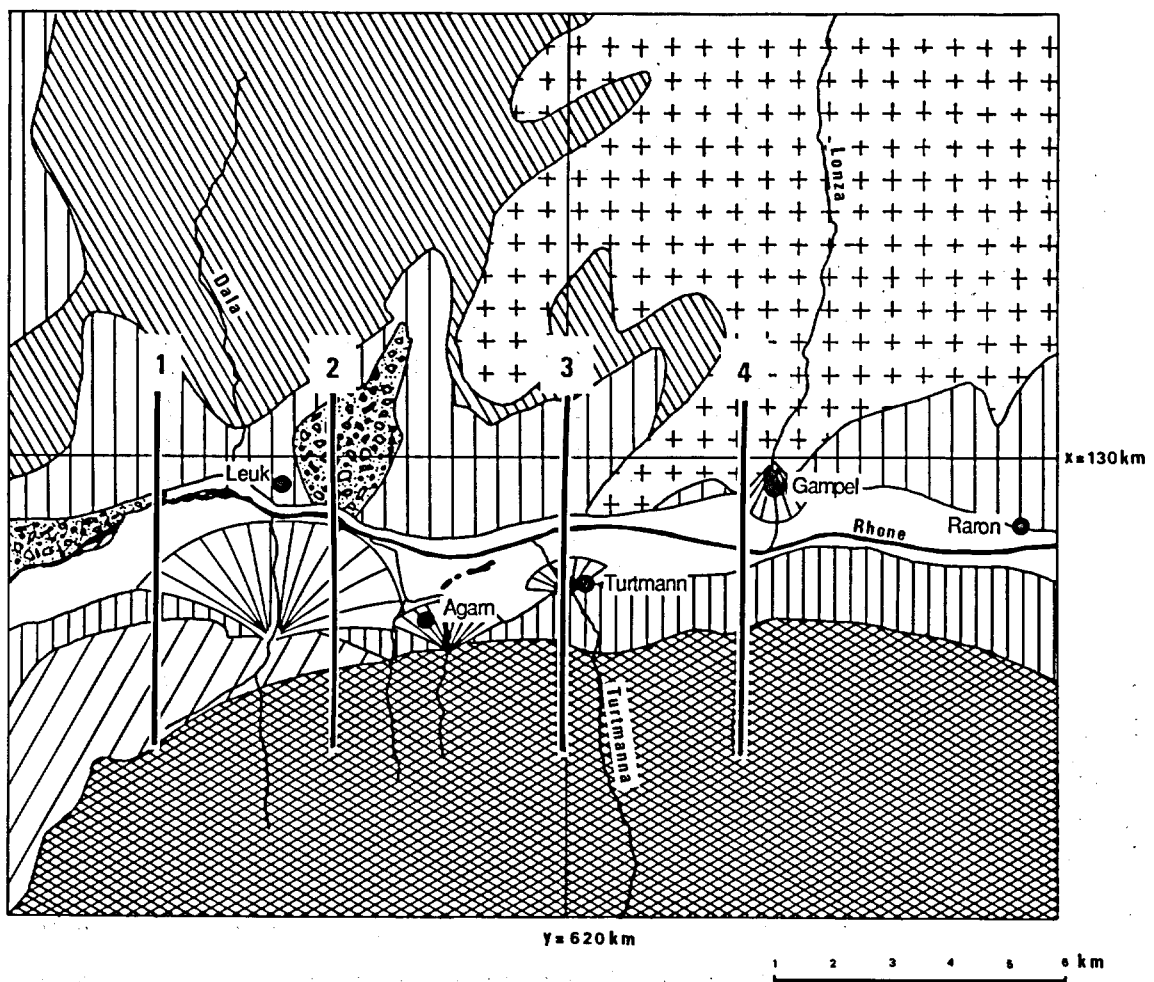 Lonza
Dala
1
2
3
4
x=130km
Leuk
Gampel
Rhone
Raron
Turtmann
Agarn
Turtmanna
y=620km
1 2 3 4 5 6 km